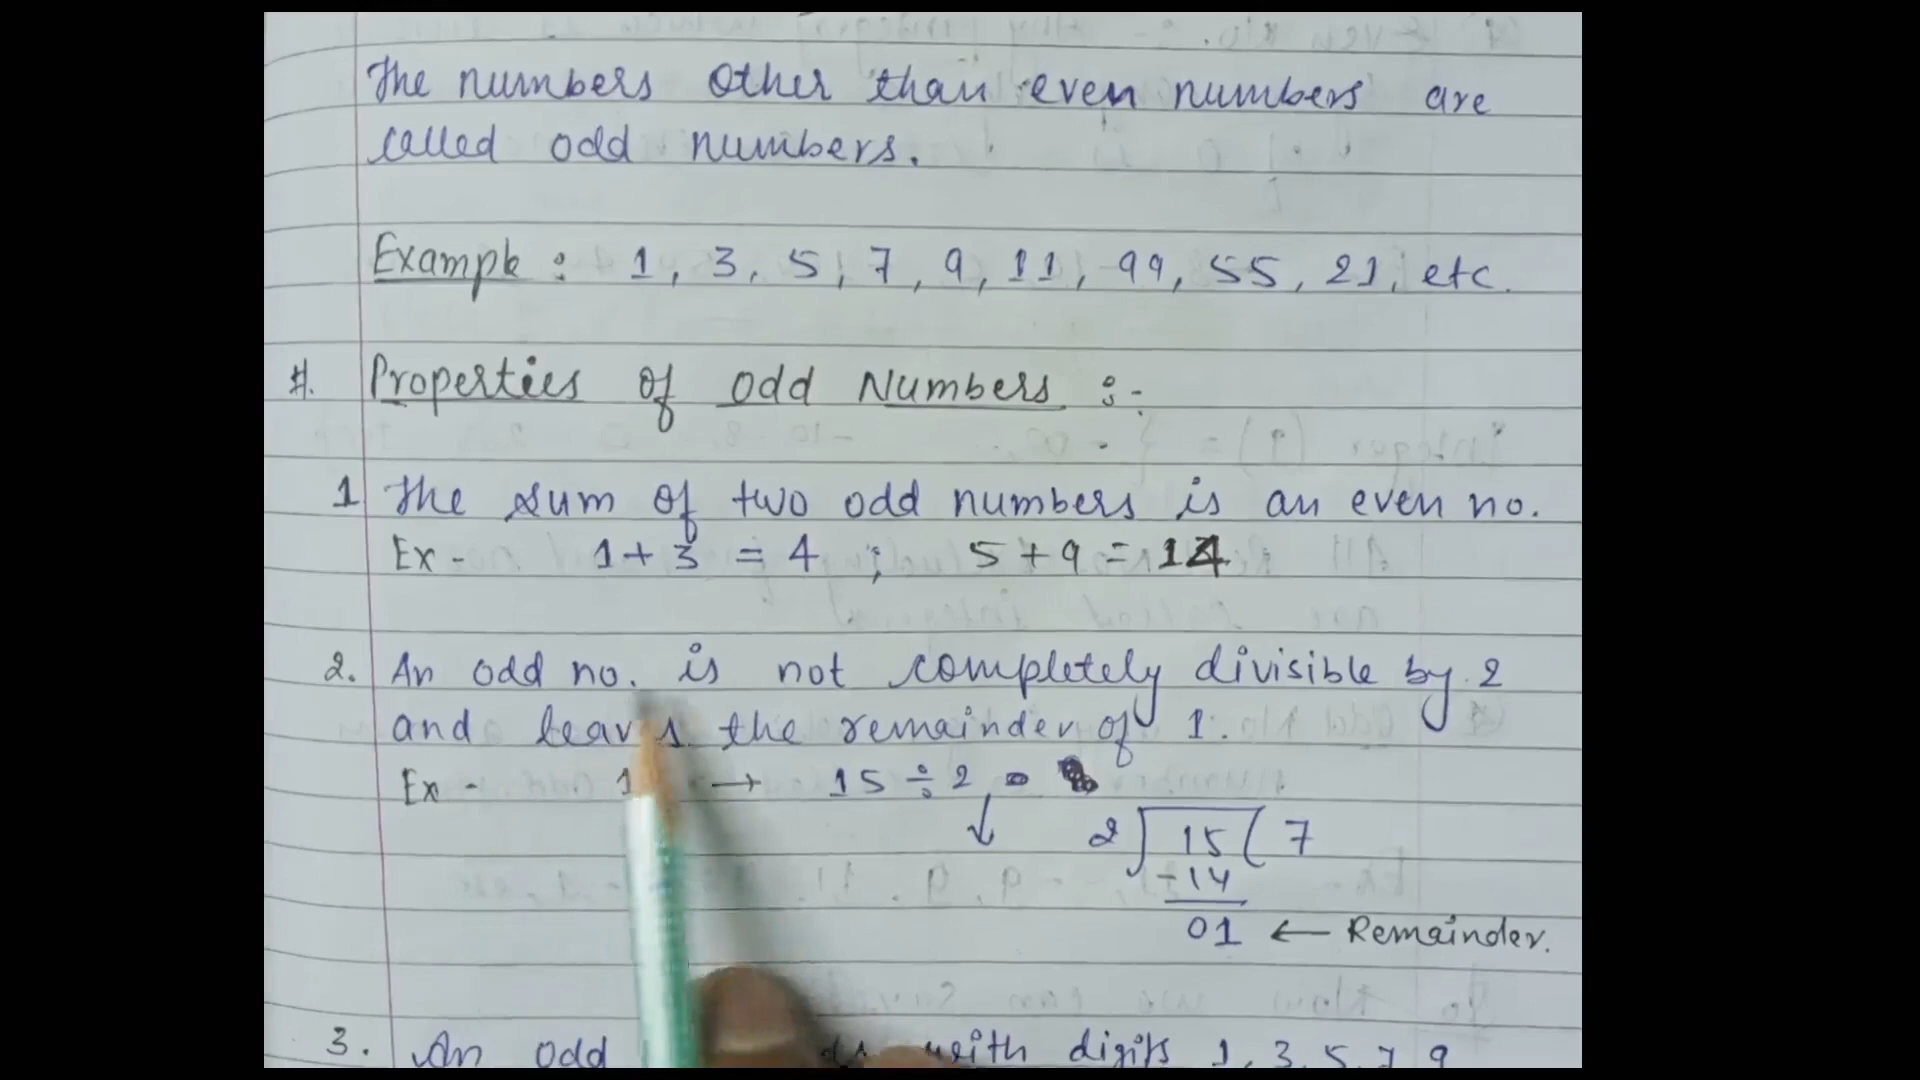 The numbers other than even numbers are
called odd numbers.
Example : 1, 3, 5, 7, 9, 11, 99, 55, 21, etc.
#. Properties of Odd Numbers :-
1 The sum of two odd numbers is an even no.
Ex - 1 + 3 = 4 ; 5 + 9 = 14
2. An odd no. is not completely divisible by 2
and leaves the remainder of 1.
Ex - → 15 ÷ 2 =
↓ 2 15 ( 7
-14
01 ← Remainder.
3. An odd with digits 1, 3, 5, 7, 9